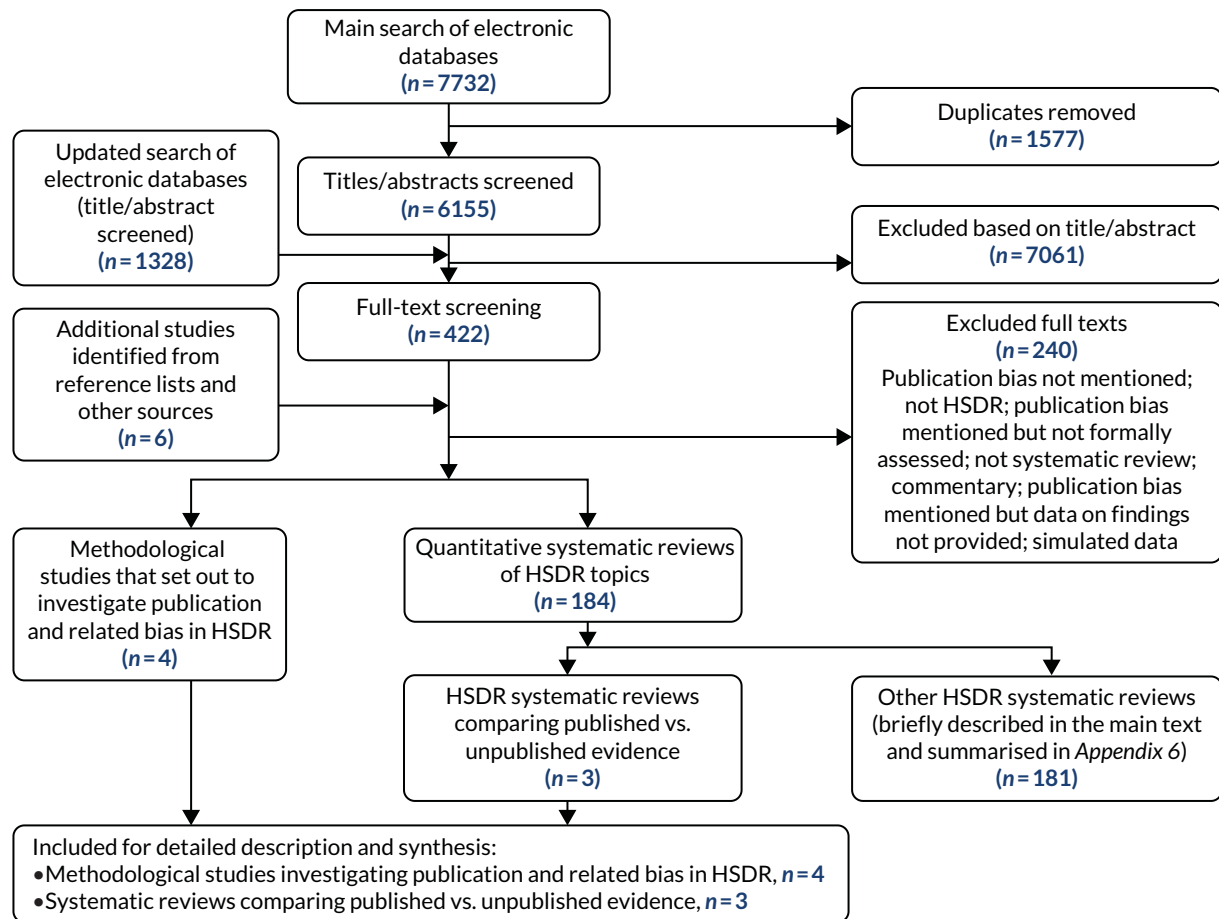 Main search of electronic
databases
(n = 7732)
Duplicates removed
(n = 1577)
Updated search of
electronic databases
(title/abstract
screened)
(n = 1328)
Titles/abstracts screened
(n = 6155)
Excluded based on title/abstract
(n = 7061)
Full-text screening
(n = 422)
Additional studies
identified from
reference lists and
other sources
(n = 6)
Excluded full texts
(n = 240)
Publication bias not mentioned;
not HSDR; publication bias
mentioned but not formally
assessed; not systematic review;
commentary; publication bias
mentioned but data on findings
not provided; simulated data
Methodological
studies that set out to
investigate publication
and related bias in HSDR
(n = 4)
Quantitative systematic reviews
of HSDR topics
(n = 184)
HSDR systematic reviews
comparing published vs.
unpublished evidence
(n = 3)
Other HSDR systematic reviews
(briefly described in the main text
and summarised in Appendix 6)
(n = 181)
Included for detailed description and synthesis:
•Methodological studies investigating publication and related bias in HSDR, n = 4
•Systematic reviews comparing published vs. unpublished evidence, n = 3